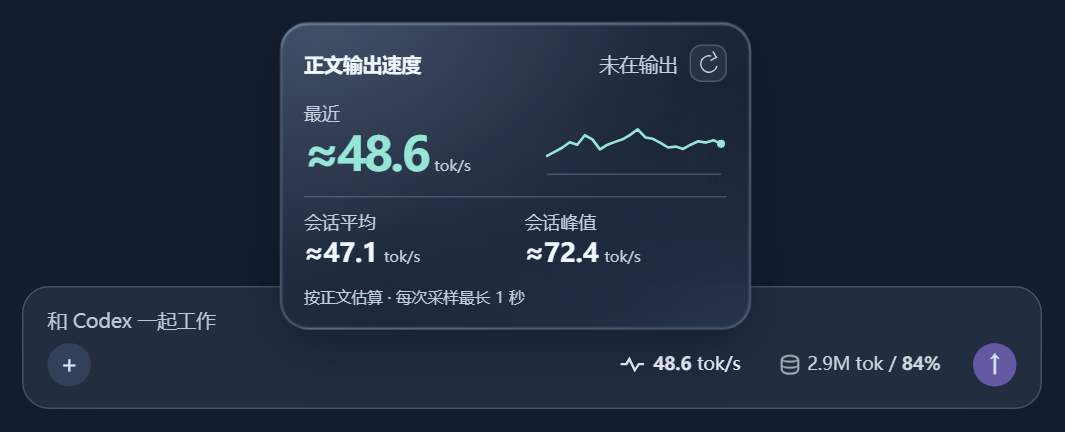 正文输出速度 未在输出
最近
≈48.6 tok/s
会话平均 会话峰值
≈47.1 tok/s ≈72.4 tok/s
按正文估算 · 每次采样最长 1 秒
和 Codex 一起工作
+ 48.6 tok/s 2.9M tok / 84% ↑